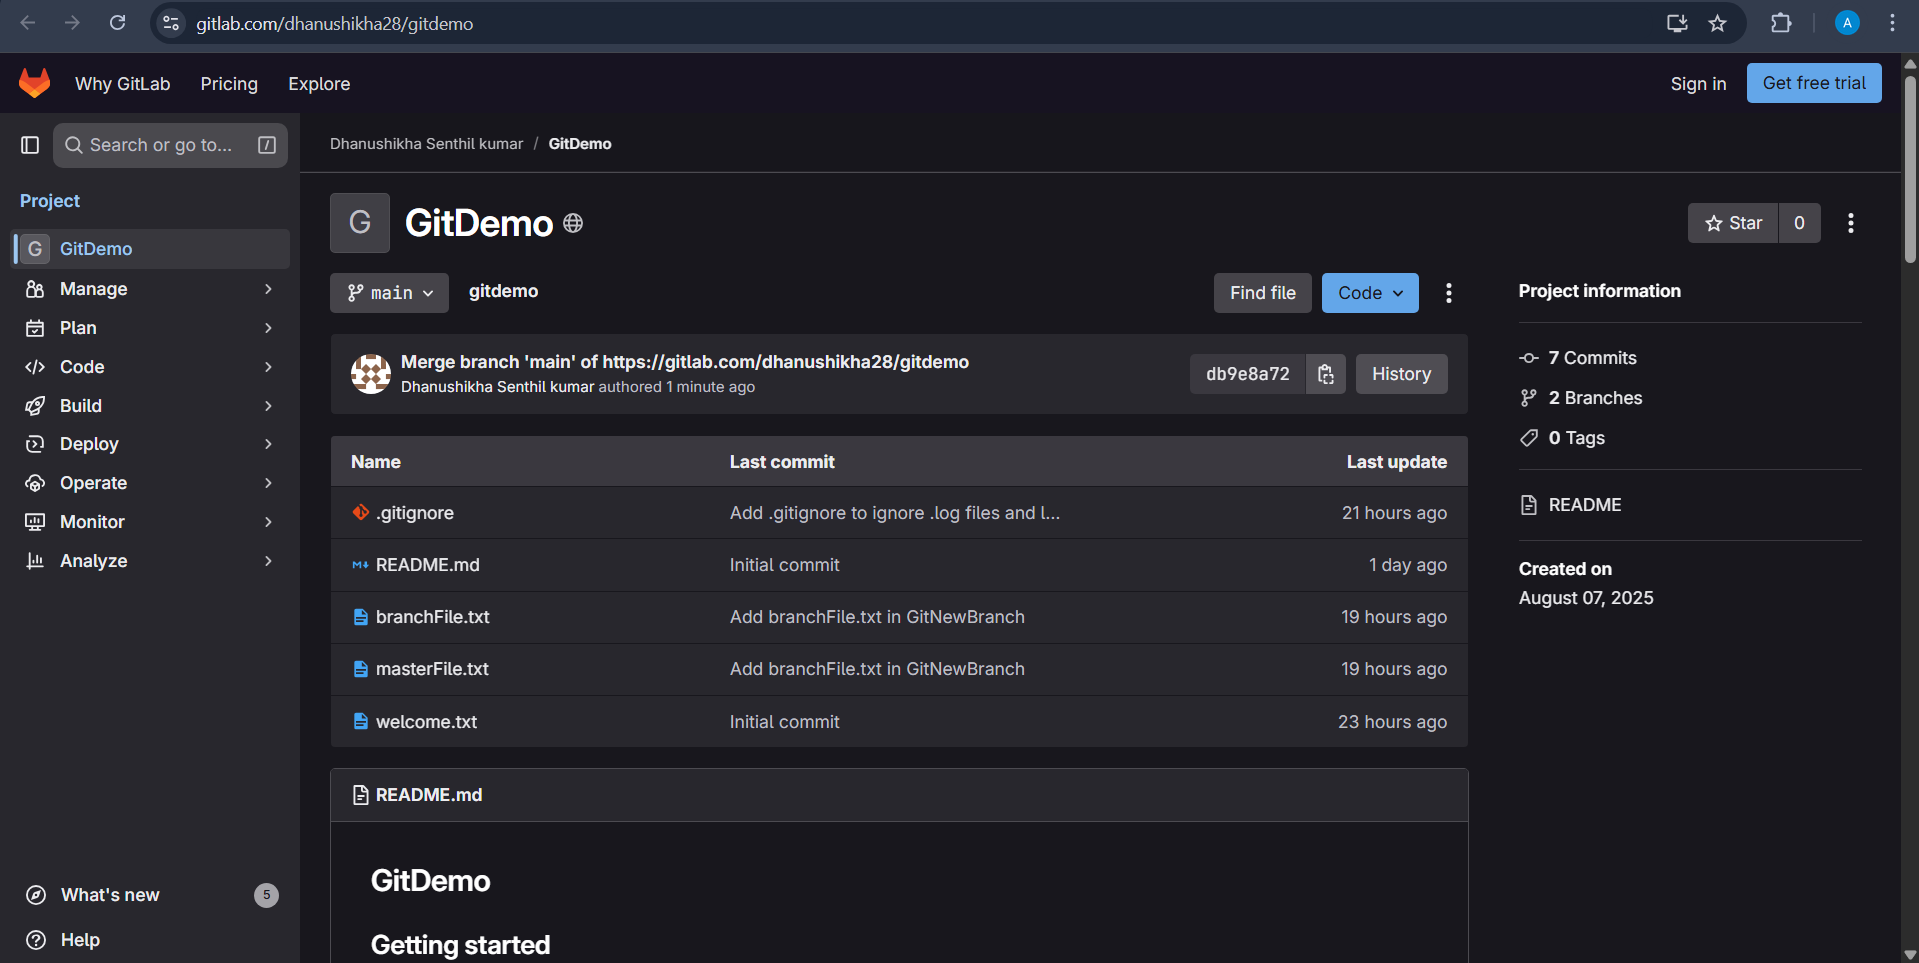 gitlab.com/dhanushikha28/gitdemo
A
Why GitLab
Pricing
Explore
Sign in
Get free trial
Search or go to...
/
Project
G
GitDemo
Manage
Plan
Code
Build
Deploy
Operate
Monitor
Analyze
What's new
5
Help
Dhanushikha Senthil kumar / GitDemo
G
GitDemo
Star
0
main
gitdemo
Find file
Code
Merge branch 'main' of https://gitlab.com/dhanushikha28/gitdemo
Dhanushikha Senthil kumar authored 1 minute ago
db9e8a72
History
Name Last commit Last update
.gitignore Add .gitignore to ignore .log files and l... 21 hours ago
README.md Initial commit 1 day ago
branchFile.txt Add branchFile.txt in GitNewBranch 19 hours ago
masterFile.txt Add branchFile.txt in GitNewBranch 19 hours ago
welcome.txt Initial commit 23 hours ago
README.md
GitDemo
Getting started
Project information
7 Commits
2 Branches
0 Tags
README
Created on
August 07, 2025